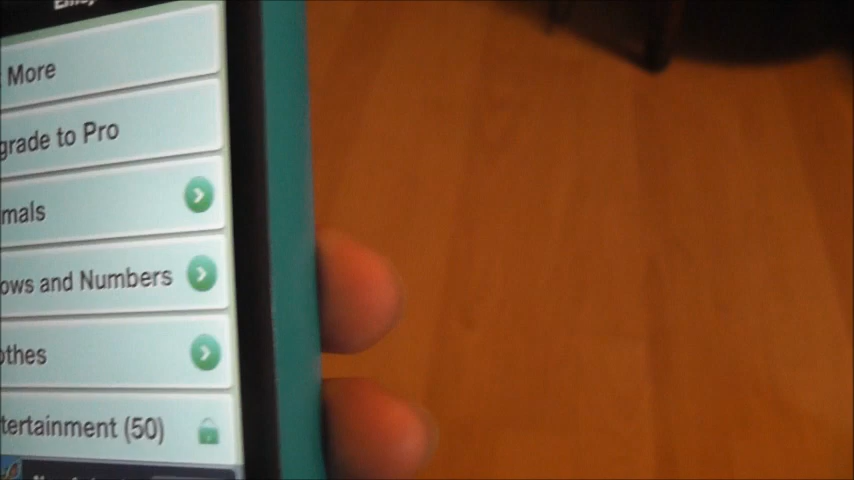 More
grade to Pro
mals
ows and Numbers
othes
tertainment (50)